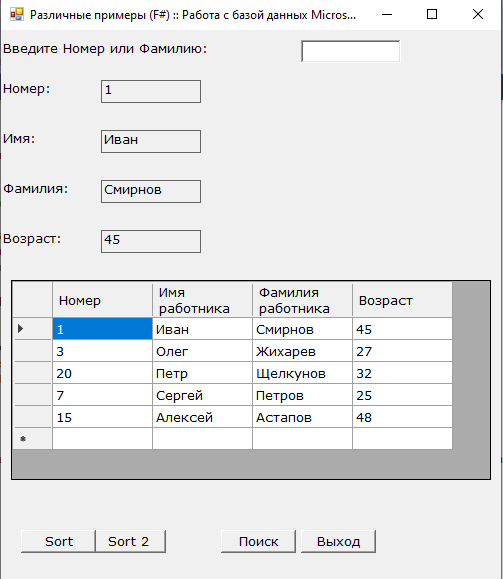 Различные примеры (F#) :: Работа с базой данных Micros...
Введите Номер или Фамилию:
Номер: 1
Имя: Иван
Фамилия: Смирнов
Возраст: 45
Номер Имя работника Фамилия работника Возраст
1 Иван Смирнов 45
3 Олег Жихарев 27
20 Петр Щелкунов 32
7 Сергей Петров 25
15 Алексей Астапов 48
*
Sort Sort 2 Поиск Выход